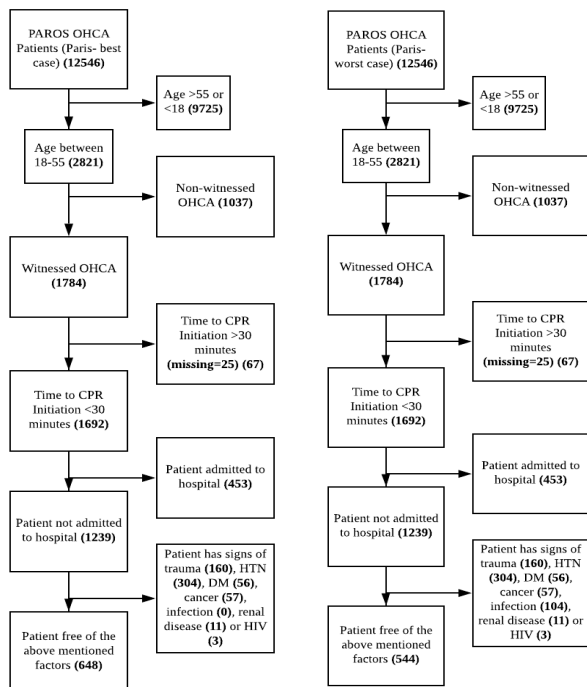 PAROS OHCA
Patients (Paris- best
case) (12546)
Age >55 or
<18 (9725)
Age between
18-55 (2821)
Non-witnessed
OHCA (1037)
Witnessed OHCA
(1784)
Time to CPR
Initiation >30
minutes
(missing=25) (67)
Time to CPR
Initiation <30
minutes (1692)
Patient admitted to
hospital (453)
Patient not admitted
to hospital (1239)
Patient has signs of
trauma (160), HTN
(304), DM (56),
cancer (57),
infection (0), renal
disease (11) or HIV
(3)
Patient free of the
above mentioned
factors (648)
PAROS OHCA
Patients (Paris-
worst case) (12546)
Age >55 or
<18 (9725)
Age between
18-55 (2821)
Non-witnessed
OHCA (1037)
Witnessed OHCA
(1784)
Time to CPR
Initiation >30
minutes
(missing=25) (67)
Time to CPR
Initiation <30
minutes (1692)
Patient admitted to
hospital (453)
Patient not admitted
to hospital (1239)
Patient has signs of
trauma (160), HTN
(304), DM (56),
cancer (57),
infection (104),
renal disease (11) or
HIV (3)
Patient free of the
above mentioned
factors (544)